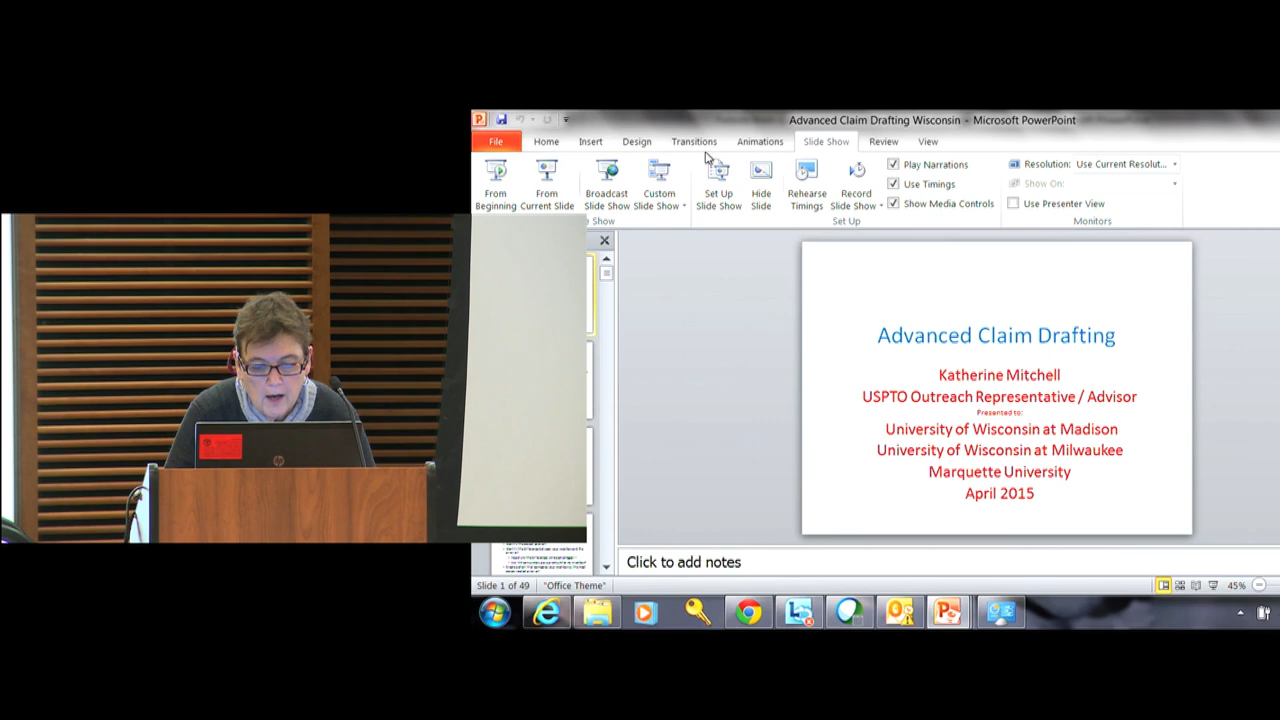 Advanced Claim Drafting Wisconsin - Microsoft PowerPoint
File Home Insert Design Transitions Animations Slide Show Review View
From Beginning
From Current Slide
Broadcast Slide Show
Custom Slide Show
Set Up Slide Show
Hide Slide
Rehearse Timings
Record Slide Show
Play Narrations
Use Timings
Show Media Controls
Resolution: Use Current Resolut...
Show On:
Use Presenter View
Show
Set Up
Monitors
Advanced Claim Drafting
Katherine Mitchell
USPTO Outreach Representative / Advisor
Presented to:
University of Wisconsin at Madison
University of Wisconsin at Milwaukee
Marquette University
April 2015
Click to add notes
Slide 1 of 49 "Office Theme" 45%
hp